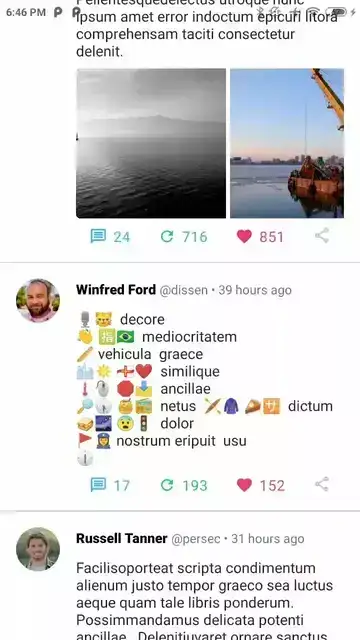 6:46 PM
Pellentesquedelectus utroque nunc
ipsum amet error indoctum epicuri litora
comprehensam taciti consectetur
delenit.
24 716 851
Winfred Ford @dissen • 39 hours ago
decore
mediocritatem
vehicula graece
similique
ancillae
netus dictum
dolor
nostrum eripuit usu
17 193 152
Russell Tanner @persec • 31 hours ago
Facilisoporteat scripta condimentum
alienum justo tempor graeco sea luctus
aeque quam tale libris ponderum.
Possimmandamus delicata potenti
ancillae. Delenitiuvaret ornare sanctus